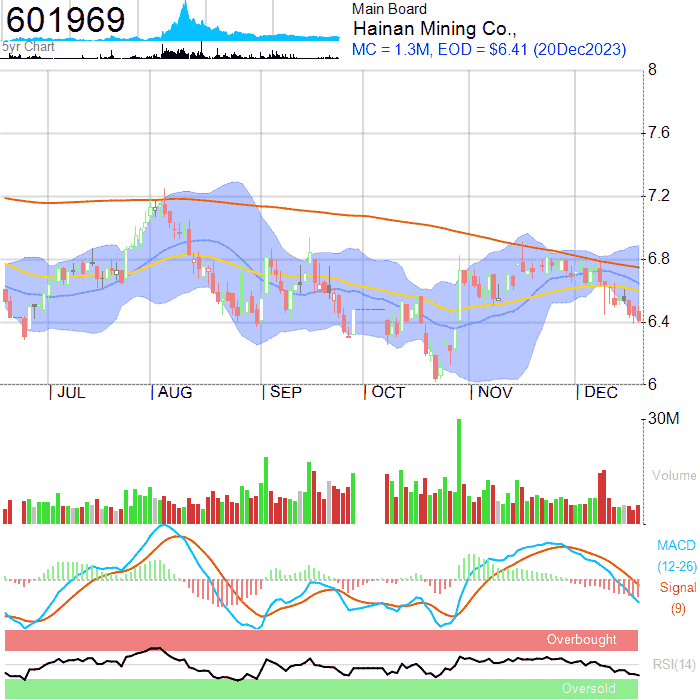 601969
5yr Chart
Main Board
Hainan Mining Co.,
MC = 1.3M, EOD = $6.41 (20Dec2023)
8
7.6
7.2
6.8
6.4
6
JUL AUG SEP OCT NOV DEC
30M
Volume
MACD
(12-26)
Signal
(9)
Overbought
RSI(14)
Oversold